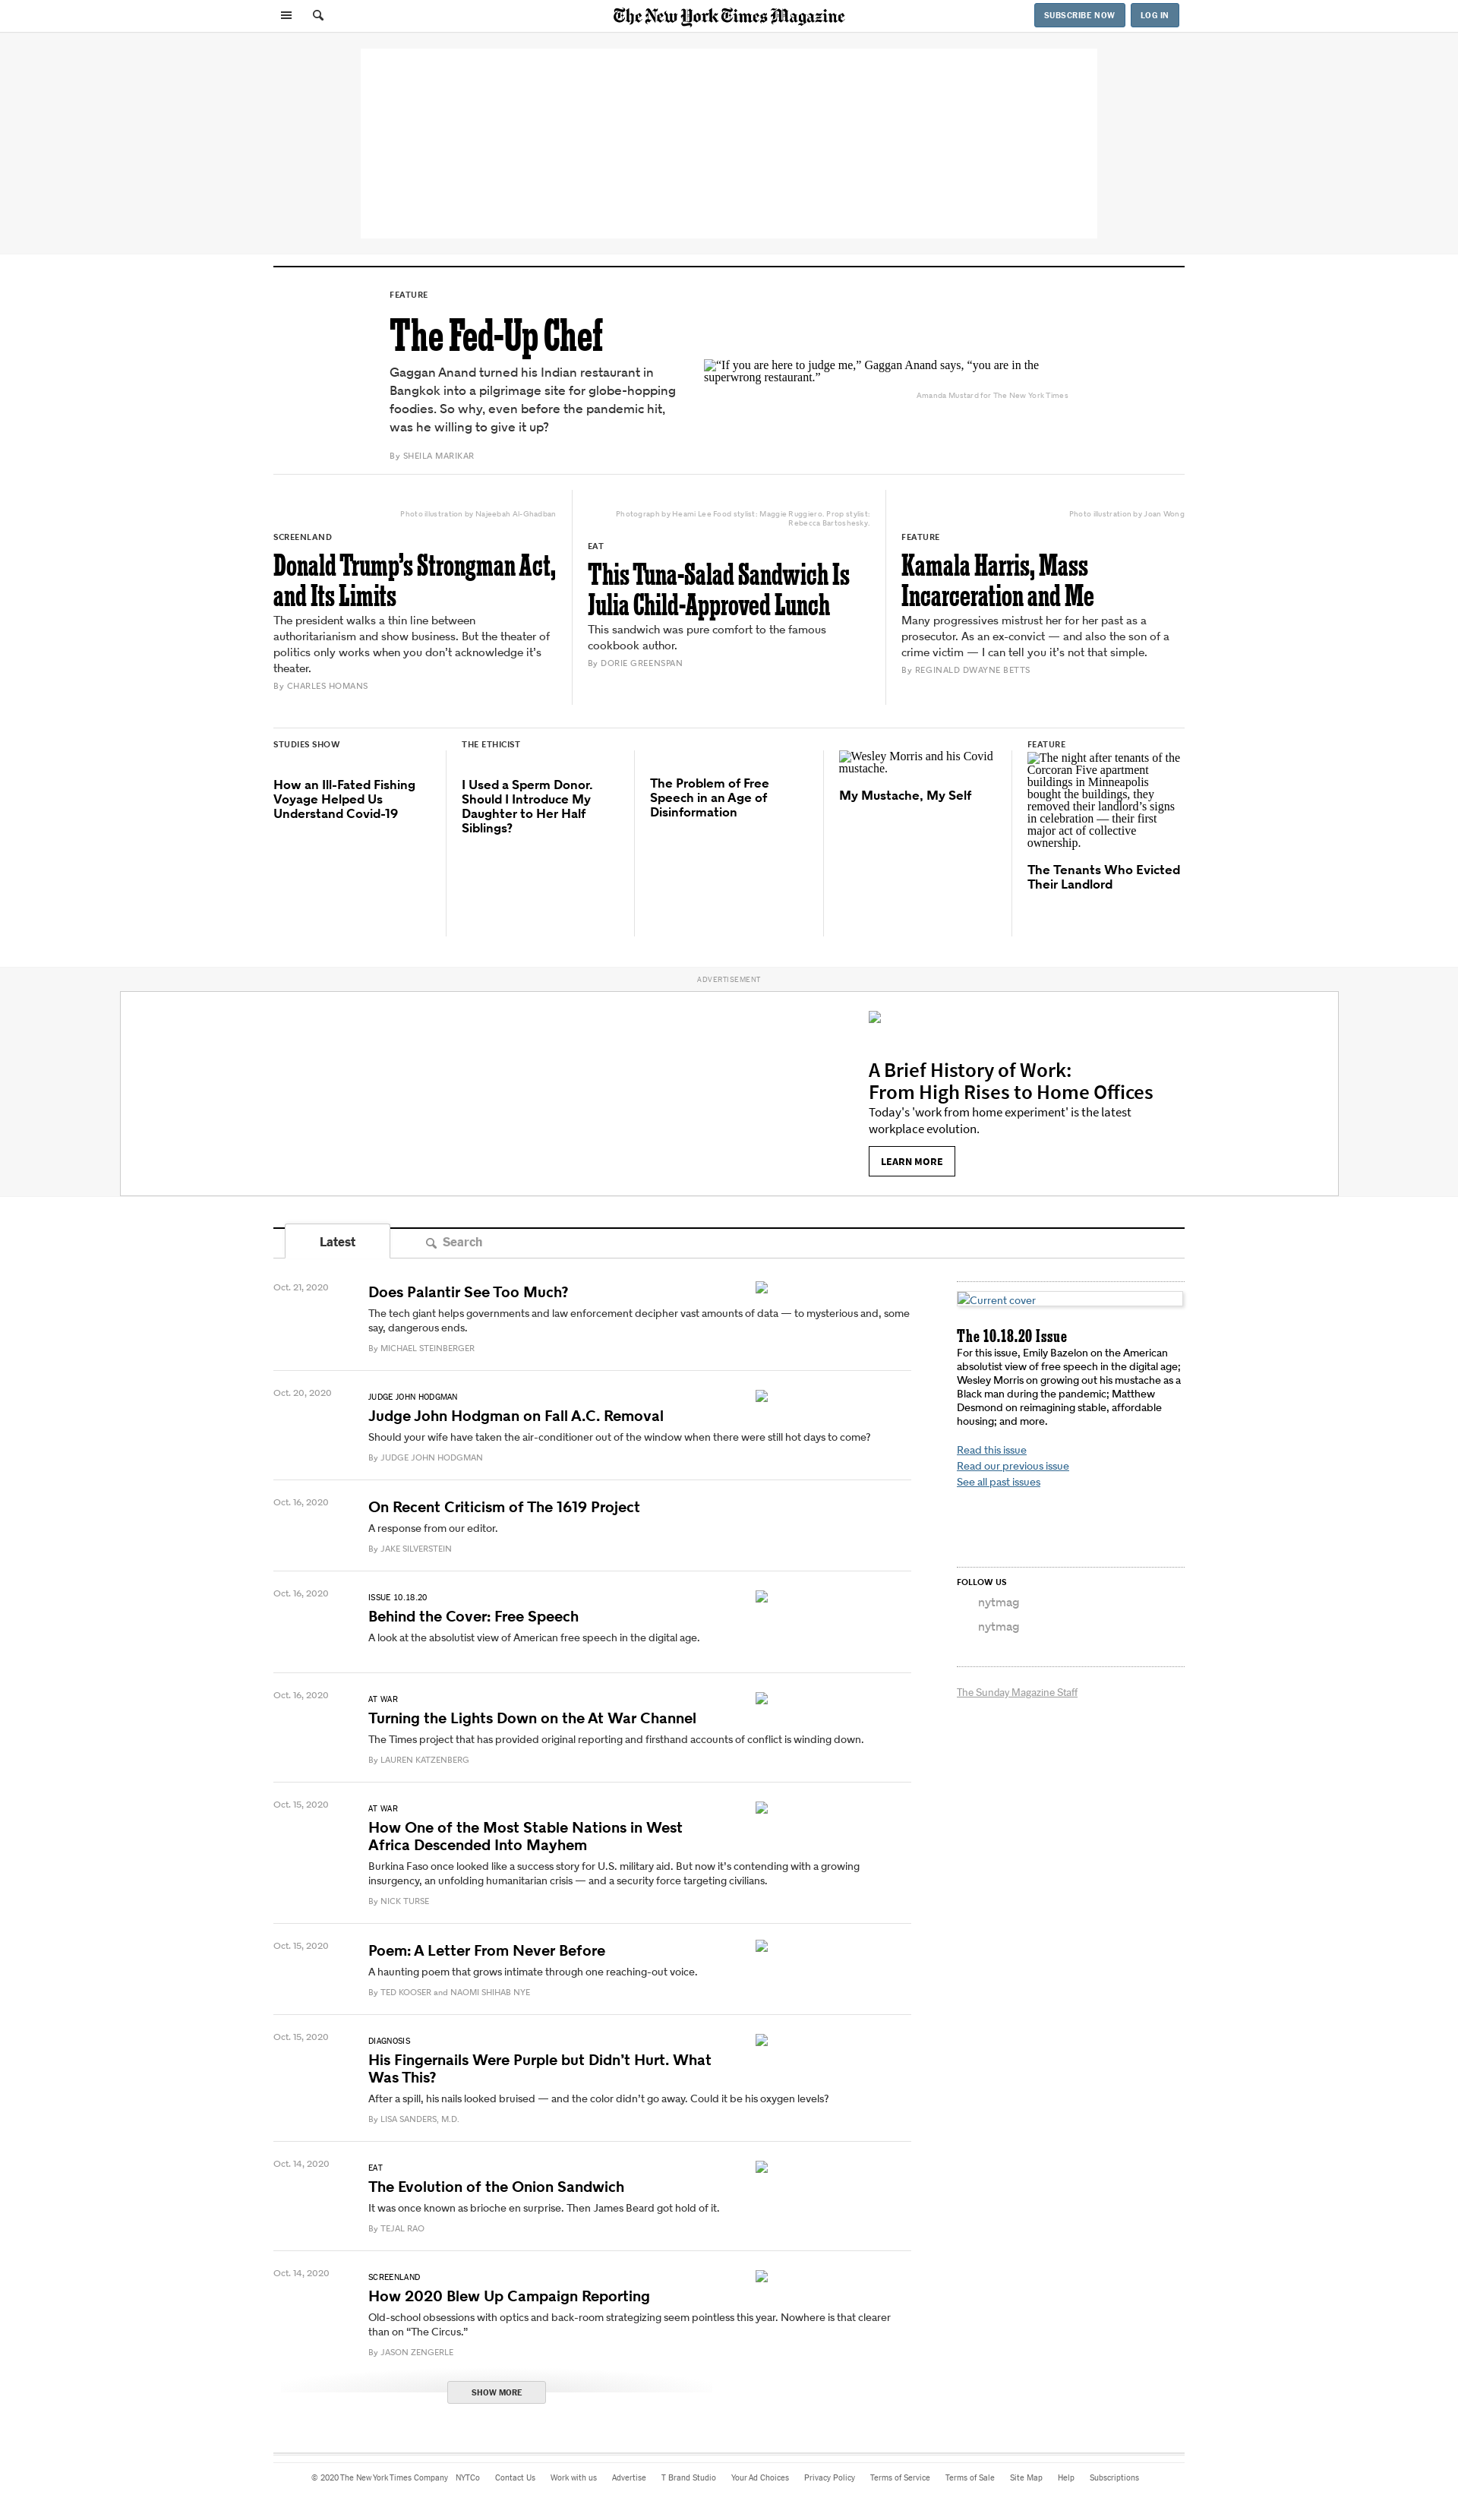 The New York Times Magazine
SUBSCRIBE NOW
LOG IN
FEATURE
The Fed-Up Chef
Gaggan Anand turned his Indian restaurant in
Bangkok into a pilgrimage site for globe-hopping
foodies. So why, even before the pandemic hit,
was he willing to give it up?
By SHEILA MARIKAR
“If you are here to judge me,” Gaggan Anand says, “you are in the
superwrong restaurant.”
Amanda Mustard for The New York Times
Photo illustration by Najeebah Al-Ghadban
SCREENLAND
Donald Trump’s Strongman Act,
and Its Limits
The president walks a thin line between
authoritarianism and show business. But the theater of
politics only works when you don’t acknowledge it’s
theater.
By CHARLES HOMANS
Photograph by Heami Lee Food stylist: Maggie Ruggiero. Prop stylist:
Rebecca Bartoshesky.
EAT
This Tuna-Salad Sandwich Is
Julia Child-Approved Lunch
This sandwich was pure comfort to the famous
cookbook author.
By DORIE GREENSPAN
Photo illustration by Joan Wong
FEATURE
Kamala Harris, Mass
Incarceration and Me
Many progressives mistrust her for her past as a
prosecutor. As an ex-convict — and also the son of a
crime victim — I can tell you it’s not that simple.
By REGINALD DWAYNE BETTS
STUDIES SHOW
How an Ill-Fated Fishing
Voyage Helped Us
Understand Covid-19
THE ETHICIST
I Used a Sperm Donor.
Should I Introduce My
Daughter to Her Half
Siblings?
The Problem of Free
Speech in an Age of
Disinformation
Wesley Morris and his Covid
mustache.
My Mustache, My Self
FEATURE
The night after tenants of the
Corcoran Five apartment
buildings in Minneapolis
bought the buildings, they
removed their landlord’s signs
in celebration — their first
major act of collective
ownership.
The Tenants Who Evicted
Their Landlord
ADVERTISEMENT
A Brief History of Work:
From High Rises to Home Offices
Today's 'work from home experiment' is the latest
workplace evolution.
LEARN MORE
Latest
Search
Oct. 21, 2020
Does Palantir See Too Much?
The tech giant helps governments and law enforcement decipher vast amounts of data — to mysterious and, some
say, dangerous ends.
By MICHAEL STEINBERGER
Oct. 20, 2020
JUDGE JOHN HODGMAN
Judge John Hodgman on Fall A.C. Removal
Should your wife have taken the air-conditioner out of the window when there were still hot days to come?
By JUDGE JOHN HODGMAN
Oct. 16, 2020
On Recent Criticism of The 1619 Project
A response from our editor.
By JAKE SILVERSTEIN
Oct. 16, 2020
ISSUE 10.18.20
Behind the Cover: Free Speech
A look at the absolutist view of American free speech in the digital age.
Oct. 16, 2020
AT WAR
Turning the Lights Down on the At War Channel
The Times project that has provided original reporting and firsthand accounts of conflict is winding down.
By LAUREN KATZENBERG
Oct. 15, 2020
AT WAR
How One of the Most Stable Nations in West
Africa Descended Into Mayhem
Burkina Faso once looked like a success story for U.S. military aid. But now it’s contending with a growing
insurgency, an unfolding humanitarian crisis — and a security force targeting civilians.
By NICK TURSE
Oct. 15, 2020
Poem: A Letter From Never Before
A haunting poem that grows intimate through one reaching-out voice.
By TED KOOSER and NAOMI SHIHAB NYE
Oct. 15, 2020
DIAGNOSIS
His Fingernails Were Purple but Didn’t Hurt. What
Was This?
After a spill, his nails looked bruised — and the color didn’t go away. Could it be his oxygen levels?
By LISA SANDERS, M.D.
Oct. 14, 2020
EAT
The Evolution of the Onion Sandwich
It was once known as brioche en surprise. Then James Beard got hold of it.
By TEJAL RAO
Oct. 14, 2020
SCREENLAND
How 2020 Blew Up Campaign Reporting
Old-school obsessions with optics and back-room strategizing seem pointless this year. Nowhere is that clearer
than on “The Circus.”
By JASON ZENGERLE
SHOW MORE
Current cover
The 10.18.20 Issue
For this issue, Emily Bazelon on the American
absolutist view of free speech in the digital age;
Wesley Morris on growing out his mustache as a
Black man during the pandemic; Matthew
Desmond on reimagining stable, affordable
housing; and more.
Read this issue
Read our previous issue
See all past issues
FOLLOW US
nytmag
nytmag
The Sunday Magazine Staff
© 2020 The New York Times Company NYTCo Contact Us Work with us Advertise T Brand Studio Your Ad Choices Privacy Policy Terms of Service Terms of Sale Site Map Help Subscriptions